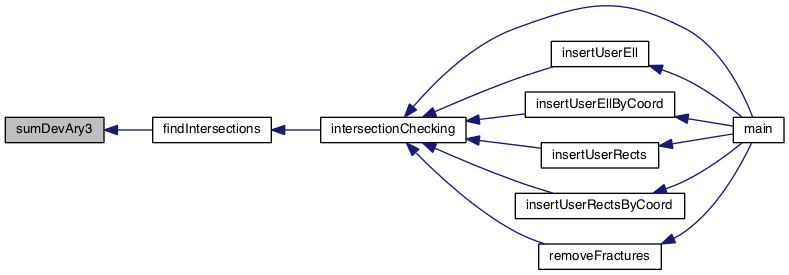 sumDevAry3
findIntersections
intersectionChecking
insertUserEll
insertUserEllByCoord
insertUserRects
insertUserRectsByCoord
removeFractures
main